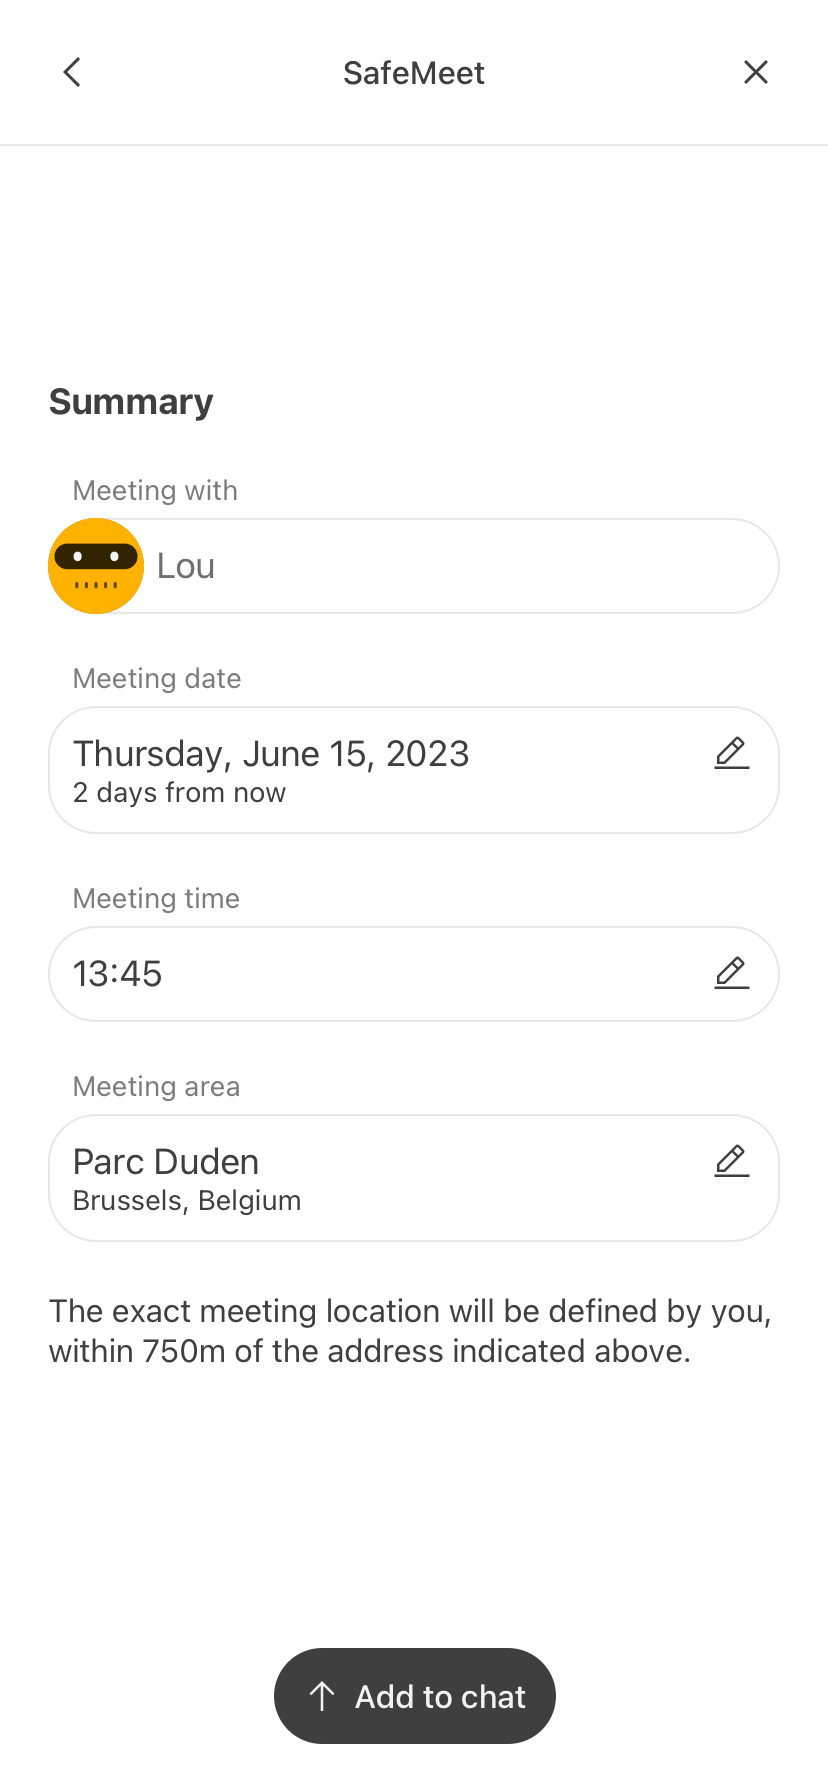 SafeMeet
Summary
Meeting with
Lou
Meeting date
Thursday, June 15, 2023
2 days from now
Meeting time
13:45
Meeting area
Parc Duden
Brussels, Belgium
The exact meeting location will be defined by you,
within 750m of the address indicated above.
Add to chat